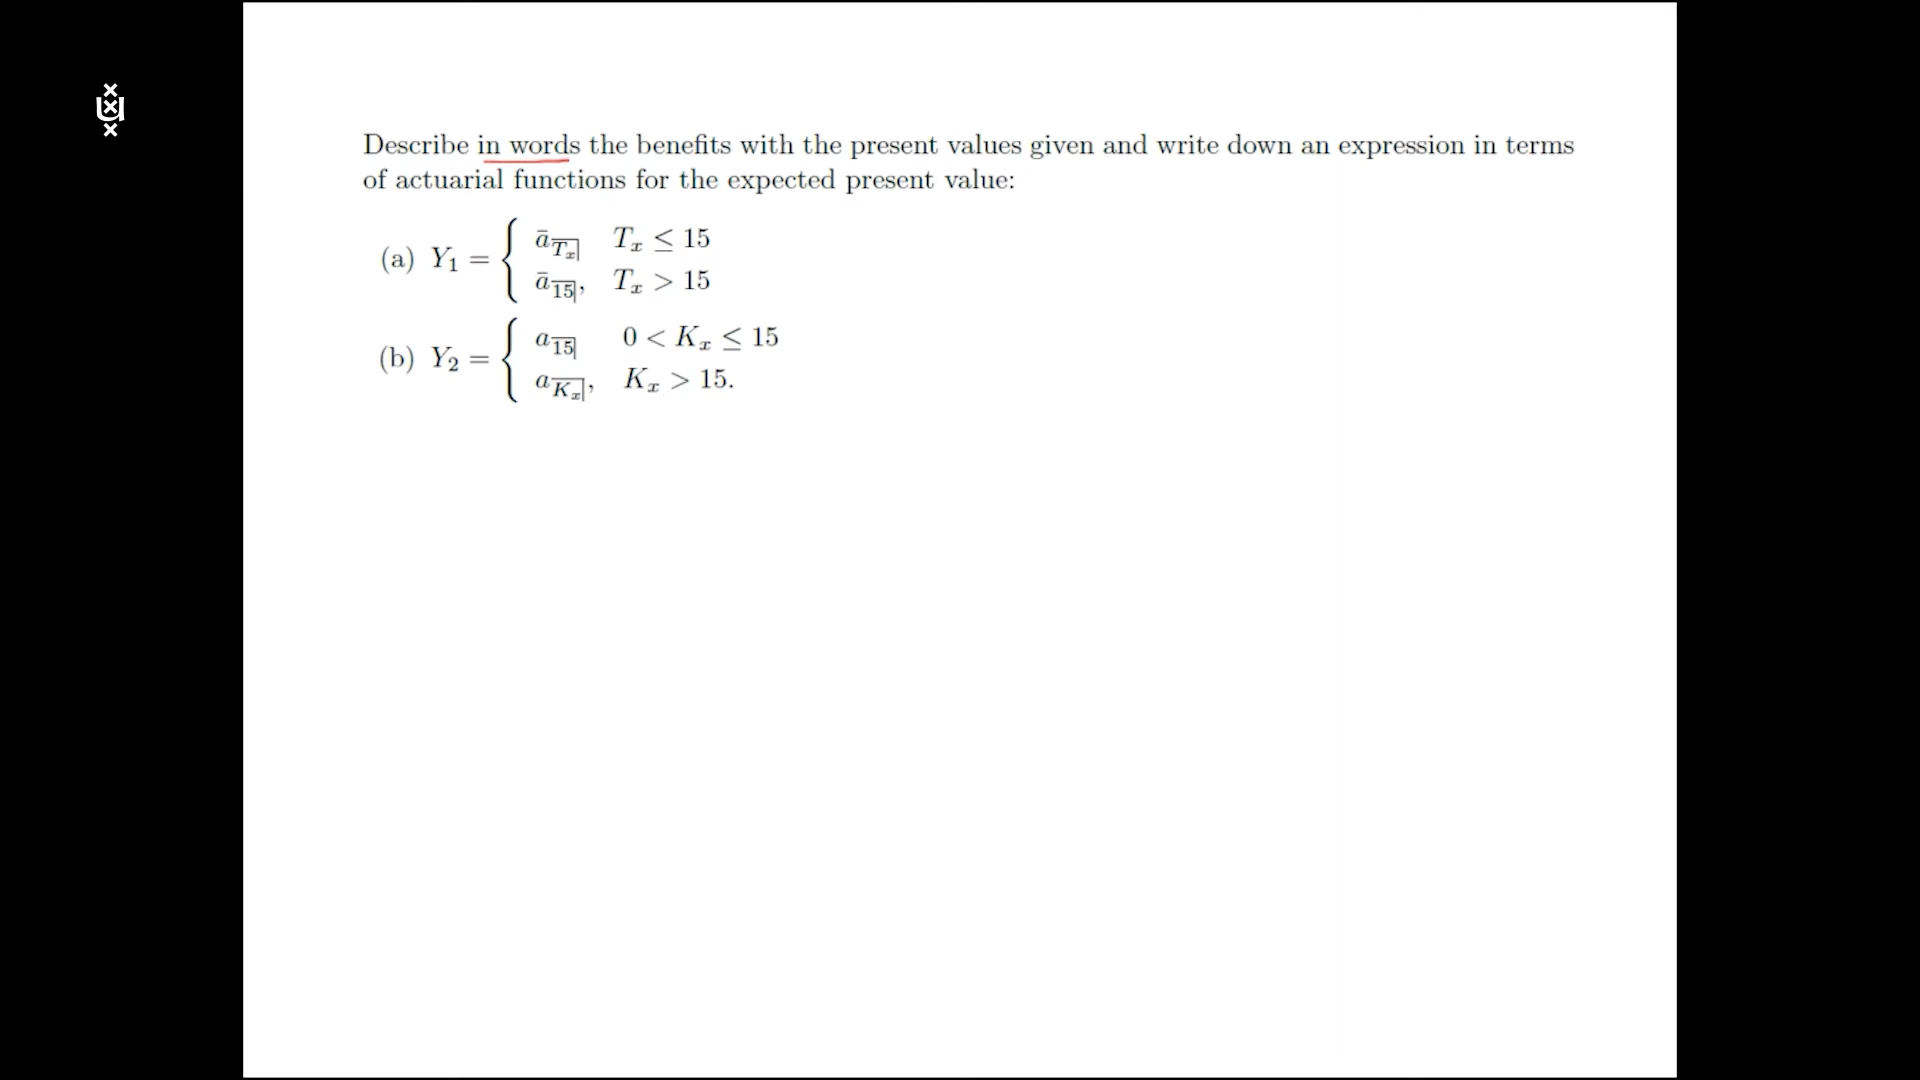 Describe in words the benefits with the present values given and write down an expression in terms
of actuarial functions for the expected present value:
(a) Y₁ = { ā_{T_x|} T_x ≤ 15
ā_{15|}, T_x > 15
(b) Y₂ = { a_{15|} 0 < K_x ≤ 15
a_{K_x|}, K_x > 15.